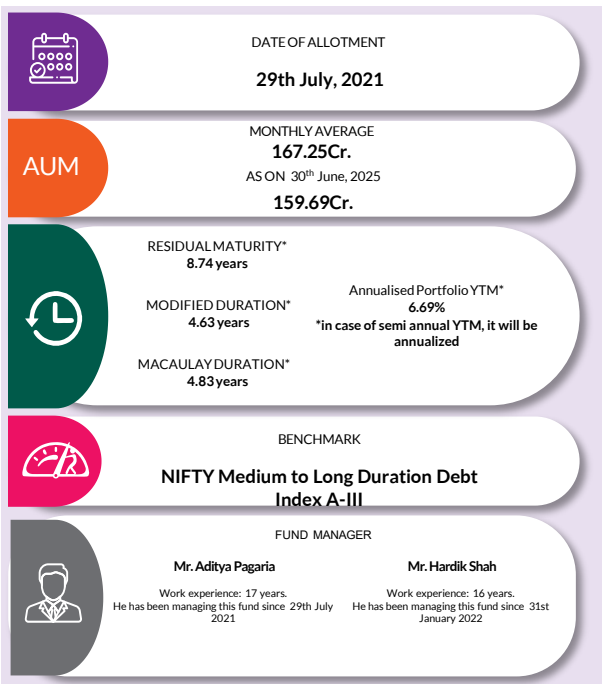 DATE OF ALLOTMENT
29th July, 2021
AUM
MONTHLY AVERAGE
167.25Cr.
AS ON 30th June, 2025
159.69Cr.
RESIDUAL MATURITY*
8.74 years
MODIFIED DURATION*
4.63 years
MACAULAY DURATION*
4.83 years
Annualised Portfolio YTM*
6.69%
*in case of semi annual YTM, it will be
annualized
BENCHMARK
NIFTY Medium to Long Duration Debt
Index A-III
FUND MANAGER
Mr. Aditya Pagaria
Work experience: 17 years.
He has been managing this fund since 29th July
2021
Mr. Hardik Shah
Work experience: 16 years.
He has been managing this fund since 31st
January 2022